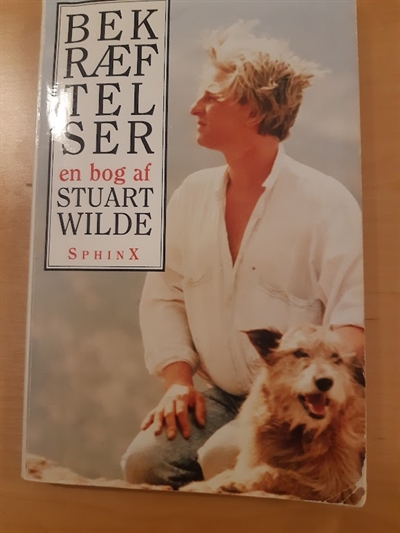 BEK
RÆF
TEL
SER
en bog af
STUART
WILDE
SPHINX